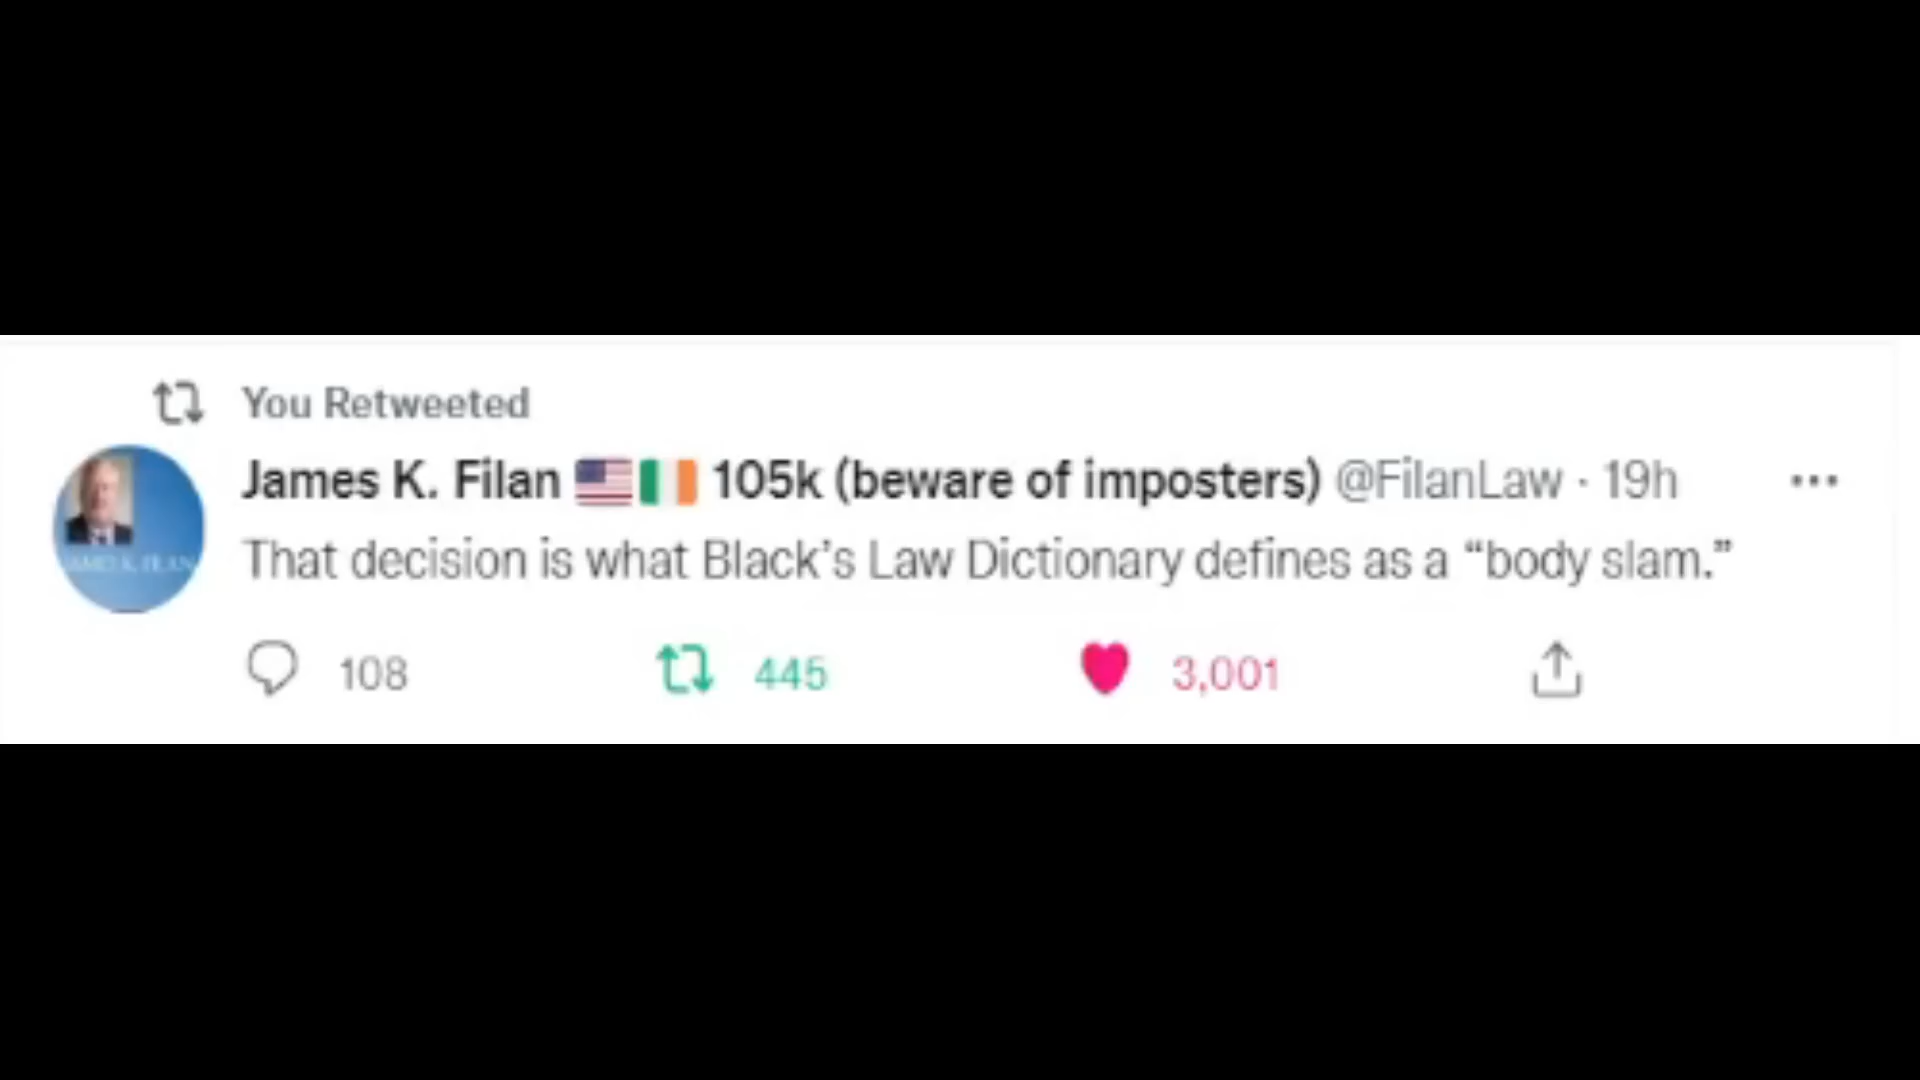 You Retweeted
James K. Filan 🇺🇸🇮🇪 105k (beware of imposters) @FilanLaw · 19h
That decision is what Black’s Law Dictionary defines as a “body slam.”
108 445 3,001